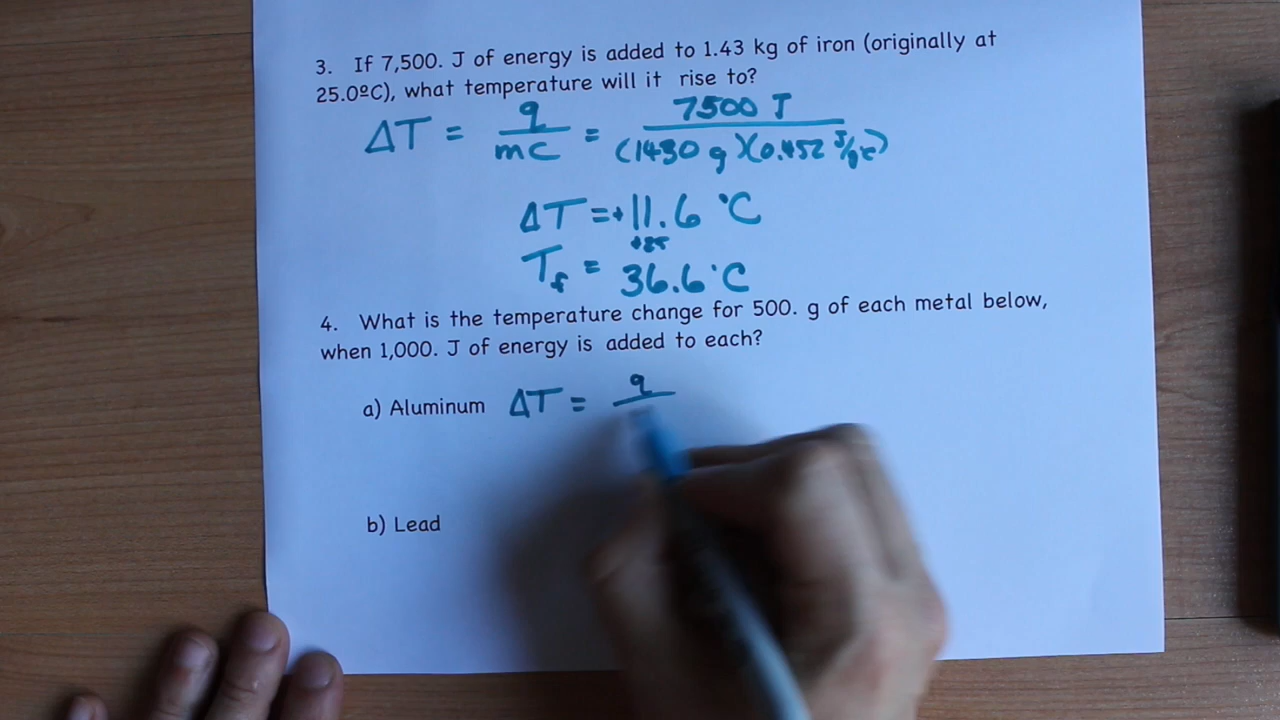 3. If 7,500. J of energy is added to 1.43 kg of iron (originally at
25.0ºC), what temperature will it rise to?
ΔT = q / mC = 7500 J / (1430 g)(0.452 J/g°C)
ΔT = +11.6 °C
+25
Tf = 36.6 °C
4. What is the temperature change for 500. g of each metal below,
when 1,000. J of energy is added to each?
a) Aluminum ΔT = q
b) Lead